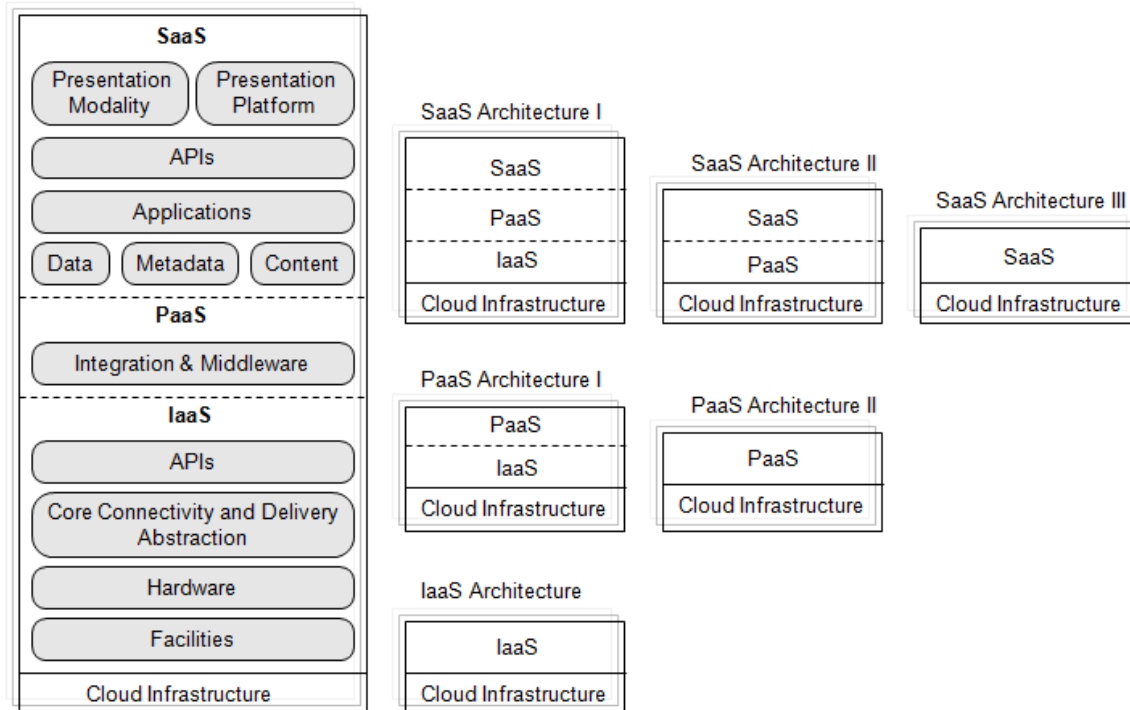 SaaS
Presentation
Modality
Presentation
Platform
APIs
Applications
Data
Metadata
Content
PaaS
Integration & Middleware
IaaS
APIs
Core Connectivity and Delivery
Abstraction
Hardware
Facilities
Cloud Infrastructure
SaaS Architecture I
SaaS
PaaS
IaaS
Cloud Infrastructure
SaaS Architecture II
SaaS
PaaS
Cloud Infrastructure
SaaS Architecture III
SaaS
Cloud Infrastructure
PaaS Architecture I
PaaS
IaaS
Cloud Infrastructure
PaaS Architecture II
PaaS
Cloud Infrastructure
IaaS Architecture
IaaS
Cloud Infrastructure